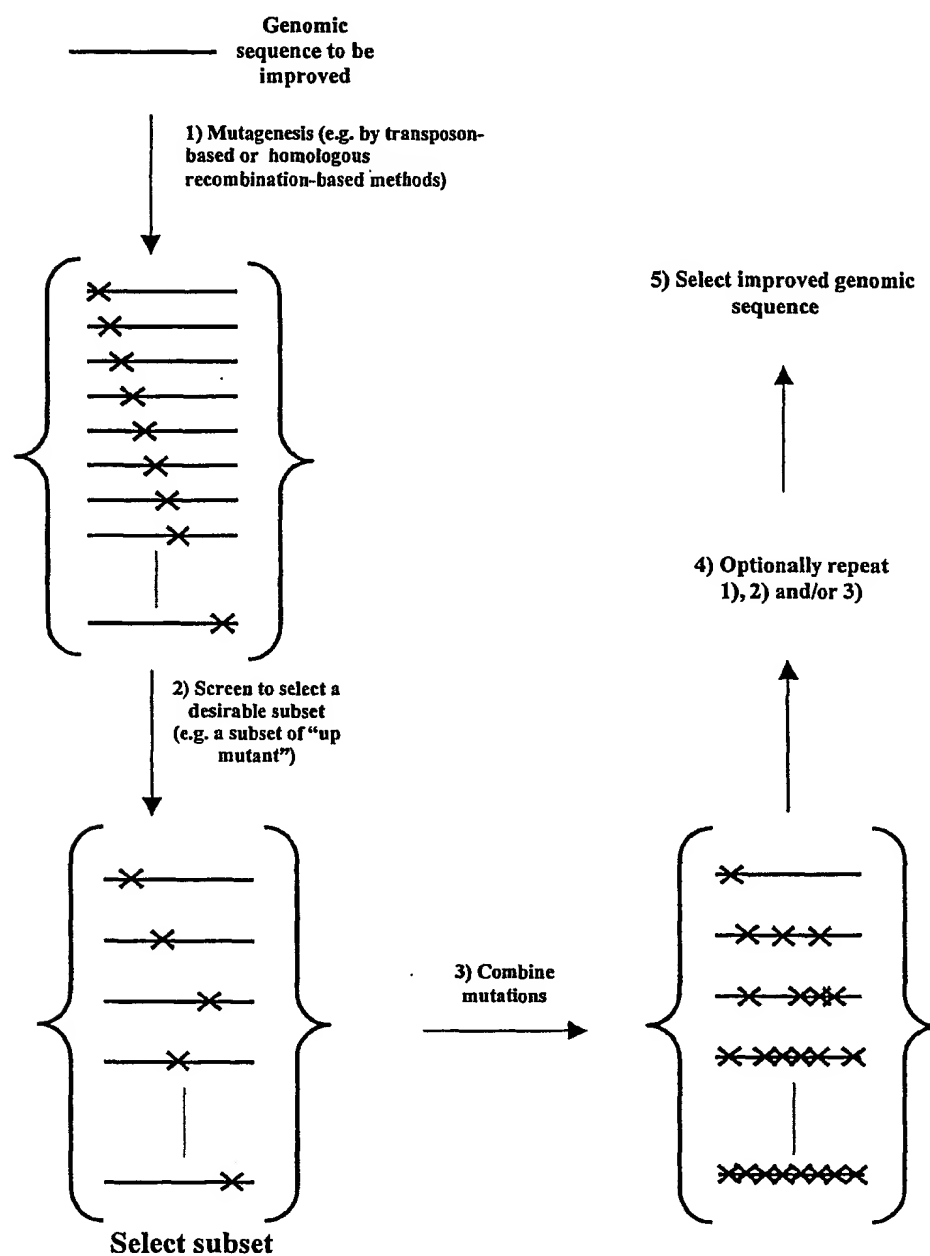 Genomic
sequence to be
improved
1) Mutagenesis (e.g. by transposon-
based or homologous
recombination-based methods)
2) Screen to select a
desirable subset
(e.g. a subset of “up
mutant”)
Select subset
3) Combine
mutations
4) Optionally repeat
1), 2) and/or 3)
5) Select improved genomic
sequence